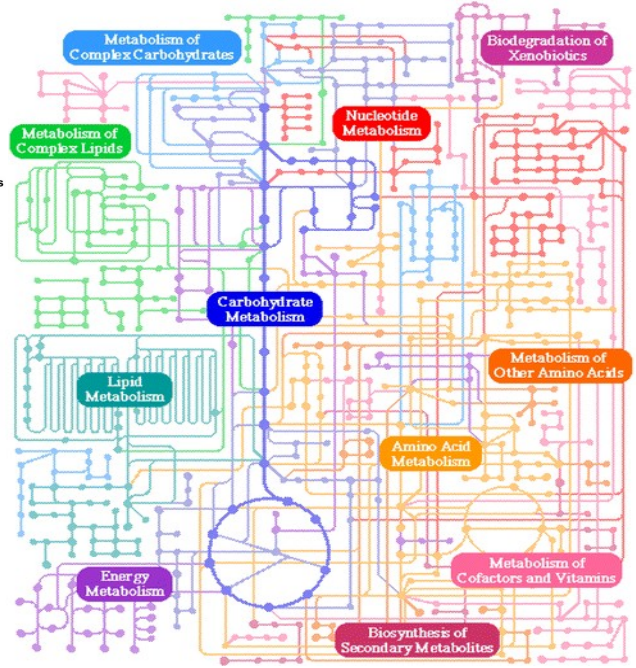 Metabolism of
Complex Carbohydrates
Biodegradation of
Xenobiotics
Nucleotide
Metabolism
Metabolism of
Complex Lipids
s
Carbohydrate
Metabolism
Metabolism of
Other Amino Acids
Lipid
Metabolism
Amino Acid
Metabolism
Metabolism of
Cofactors and Vitamins
Energy
Metabolism
Biosynthesis of
Secondary Metabolites